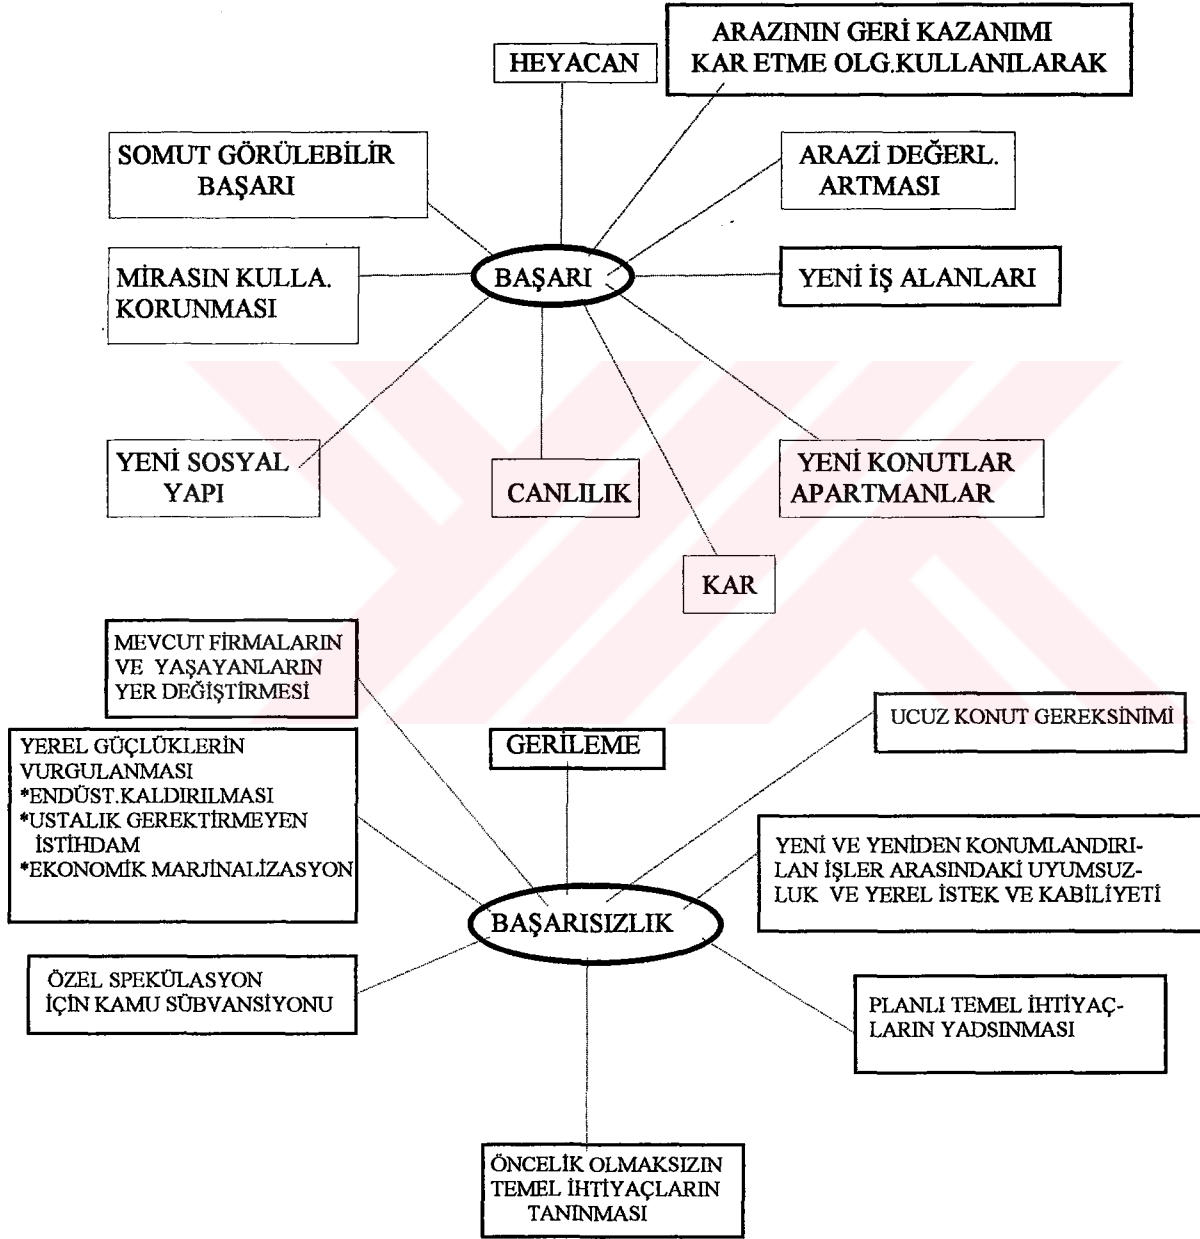 HEYACAN
ARAZININ GERİ KAZANIMI
KAR ETME OLG.KULLANILARAK
SOMUT GÖRÜLEBİLİR
BAŞARI
ARAZİ DEĞERL.
ARTMASI
MİRASIN KULLA.
KORUNMASI
BAŞARI
YENİ İŞ ALANLARI
YENİ SOSYAL
YAPI
CANLILIK
YENİ KONUTLAR
APARTMANLAR
KAR
MEVCUT FİRMALARIN
VE YAŞAYANLARIN
YER DEĞİŞTİRMESİ
UCUZ KONUT GEREKSİNİMİ
YEREL GÜÇLÜKLERİN
VURGULANMASI
*ENDÜST.KALDIRILMASI
*USTALIK GEREKTİRMEYEN
İSTİHDAM
*EKONOMİK MARJİNALİZASYON
GERİLEME
YENİ VE YENİDEN KONUMLANDIRI-
LAN İŞLER ARASINDAKİ UYUMSUZ-
LUK VE YEREL İSTEK VE KABİLİYETİ
BAŞARISIZLIK
ÖZEL SPEKÜLASYON
İÇİN KAMU SÜBVANSİYONU
PLANLI TEMEL İHTİYAÇ-
LARIN YADSINMASI
ÖNCELİK OLMAKSIZIN
TEMEL İHTİYAÇLARIN
TANINMASI